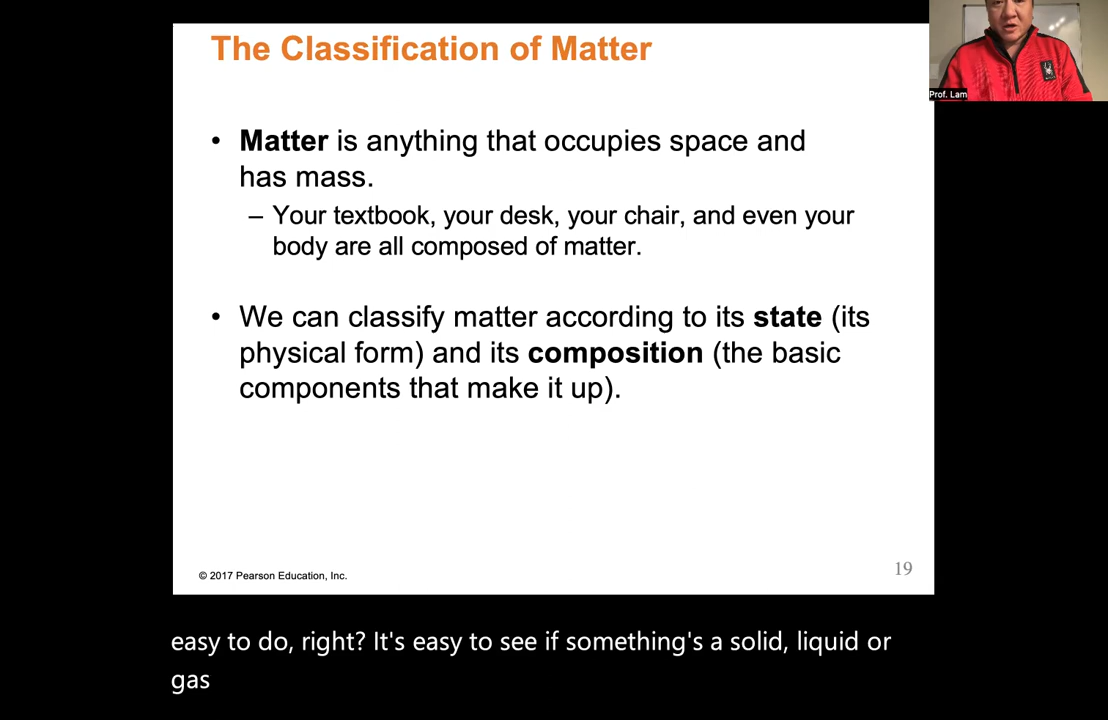 The Classification of Matter
Prof. Lam
• Matter is anything that occupies space and
has mass.
– Your textbook, your desk, your chair, and even your
body are all composed of matter.
• We can classify matter according to its state (its
physical form) and its composition (the basic
components that make it up).
© 2017 Pearson Education, Inc.
19
easy to do, right? It's easy to see if something's a solid, liquid or
gas